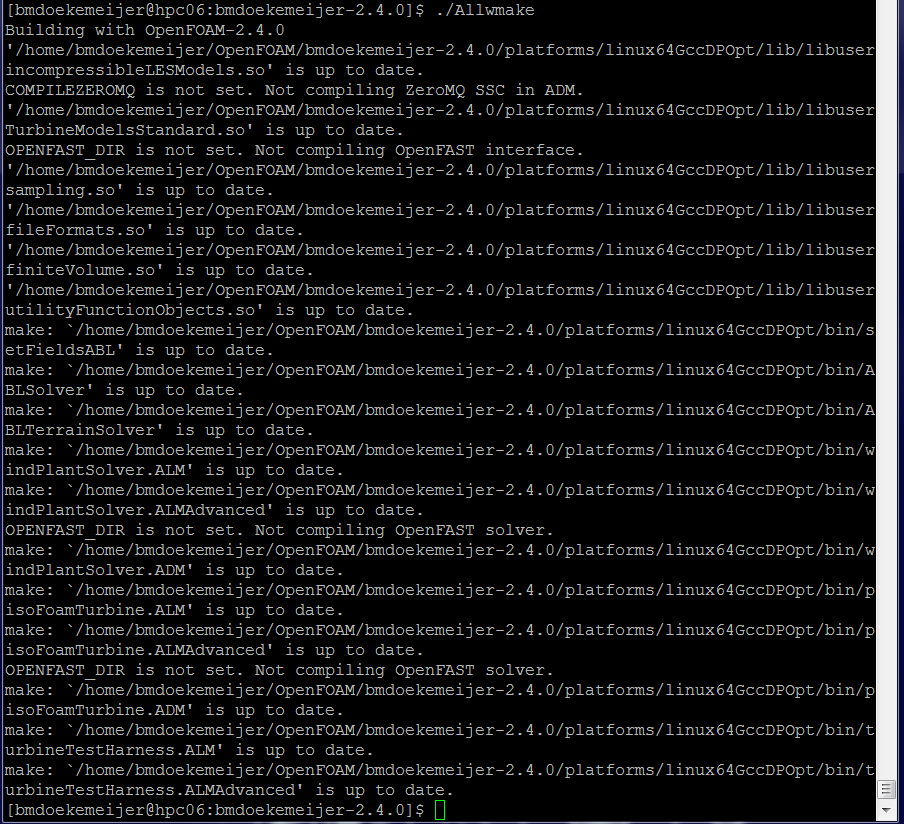 [bmdoekemeijer@hpc06:bmdoekemeijer-2.4.0]$ ./Allwmake
Building with OpenFOAM-2.4.0
'/home/bmdoekemeijer/OpenFOAM/bmdoekemeijer-2.4.0/platforms/linux64GccDPOpt/lib/libuser
incompressibleLESModels.so' is up to date.
COMPILEZEROMQ is not set. Not compiling ZeroMQ SSC in ADM.
'/home/bmdoekemeijer/OpenFOAM/bmdoekemeijer-2.4.0/platforms/linux64GccDPOpt/lib/libuser
TurbineModelsStandard.so' is up to date.
OPENFAST_DIR is not set. Not compiling OpenFAST interface.
'/home/bmdoekemeijer/OpenFOAM/bmdoekemeijer-2.4.0/platforms/linux64GccDPOpt/lib/libuser
sampling.so' is up to date.
'/home/bmdoekemeijer/OpenFOAM/bmdoekemeijer-2.4.0/platforms/linux64GccDPOpt/lib/libuser
fileFormats.so' is up to date.
'/home/bmdoekemeijer/OpenFOAM/bmdoekemeijer-2.4.0/platforms/linux64GccDPOpt/lib/libuser
finiteVolume.so' is up to date.
'/home/bmdoekemeijer/OpenFOAM/bmdoekemeijer-2.4.0/platforms/linux64GccDPOpt/lib/libuser
utilityFunctionObjects.so' is up to date.
make: `/home/bmdoekemeijer/OpenFOAM/bmdoekemeijer-2.4.0/platforms/linux64GccDPOpt/bin/s
etFieldsABL' is up to date.
make: `/home/bmdoekemeijer/OpenFOAM/bmdoekemeijer-2.4.0/platforms/linux64GccDPOpt/bin/A
BLSolver' is up to date.
make: `/home/bmdoekemeijer/OpenFOAM/bmdoekemeijer-2.4.0/platforms/linux64GccDPOpt/bin/A
BLTerrainSolver' is up to date.
make: `/home/bmdoekemeijer/OpenFOAM/bmdoekemeijer-2.4.0/platforms/linux64GccDPOpt/bin/w
indPlantSolver.ALM' is up to date.
make: `/home/bmdoekemeijer/OpenFOAM/bmdoekemeijer-2.4.0/platforms/linux64GccDPOpt/bin/w
indPlantSolver.ALMAdvanced' is up to date.
OPENFAST_DIR is not set. Not compiling OpenFAST solver.
make: `/home/bmdoekemeijer/OpenFOAM/bmdoekemeijer-2.4.0/platforms/linux64GccDPOpt/bin/w
indPlantSolver.ADM' is up to date.
make: `/home/bmdoekemeijer/OpenFOAM/bmdoekemeijer-2.4.0/platforms/linux64GccDPOpt/bin/p
isoFoamTurbine.ALM' is up to date.
make: `/home/bmdoekemeijer/OpenFOAM/bmdoekemeijer-2.4.0/platforms/linux64GccDPOpt/bin/p
isoFoamTurbine.ALMAdvanced' is up to date.
OPENFAST_DIR is not set. Not compiling OpenFAST solver.
make: `/home/bmdoekemeijer/OpenFOAM/bmdoekemeijer-2.4.0/platforms/linux64GccDPOpt/bin/p
isoFoamTurbine.ADM' is up to date.
make: `/home/bmdoekemeijer/OpenFOAM/bmdoekemeijer-2.4.0/platforms/linux64GccDPOpt/bin/t
urbineTestHarness.ALM' is up to date.
make: `/home/bmdoekemeijer/OpenFOAM/bmdoekemeijer-2.4.0/platforms/linux64GccDPOpt/bin/t
urbineTestHarness.ALMAdvanced' is up to date.
[bmdoekemeijer@hpc06:bmdoekemeijer-2.4.0]$